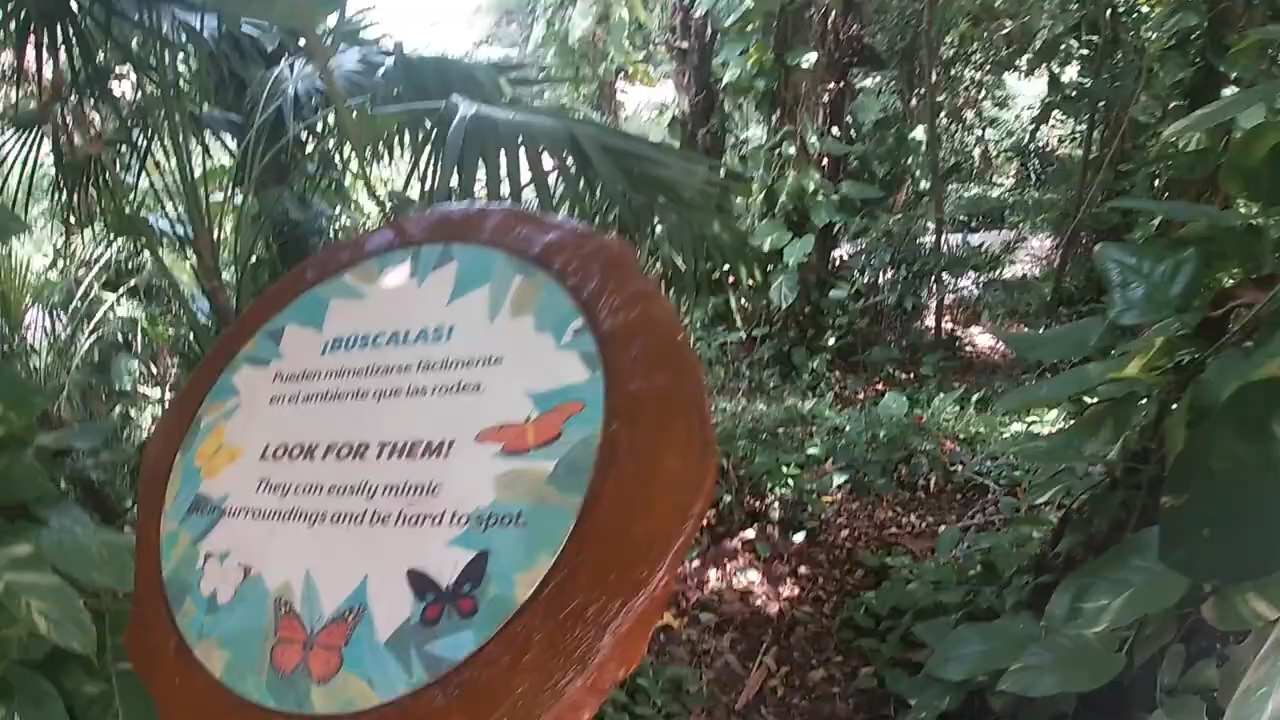 ¡BÚSCALAS!
Pueden mimetizarse fácilmente
en el ambiente que las rodea.
LOOK FOR THEM!
They can easily mimic
their surroundings and be hard to spot.